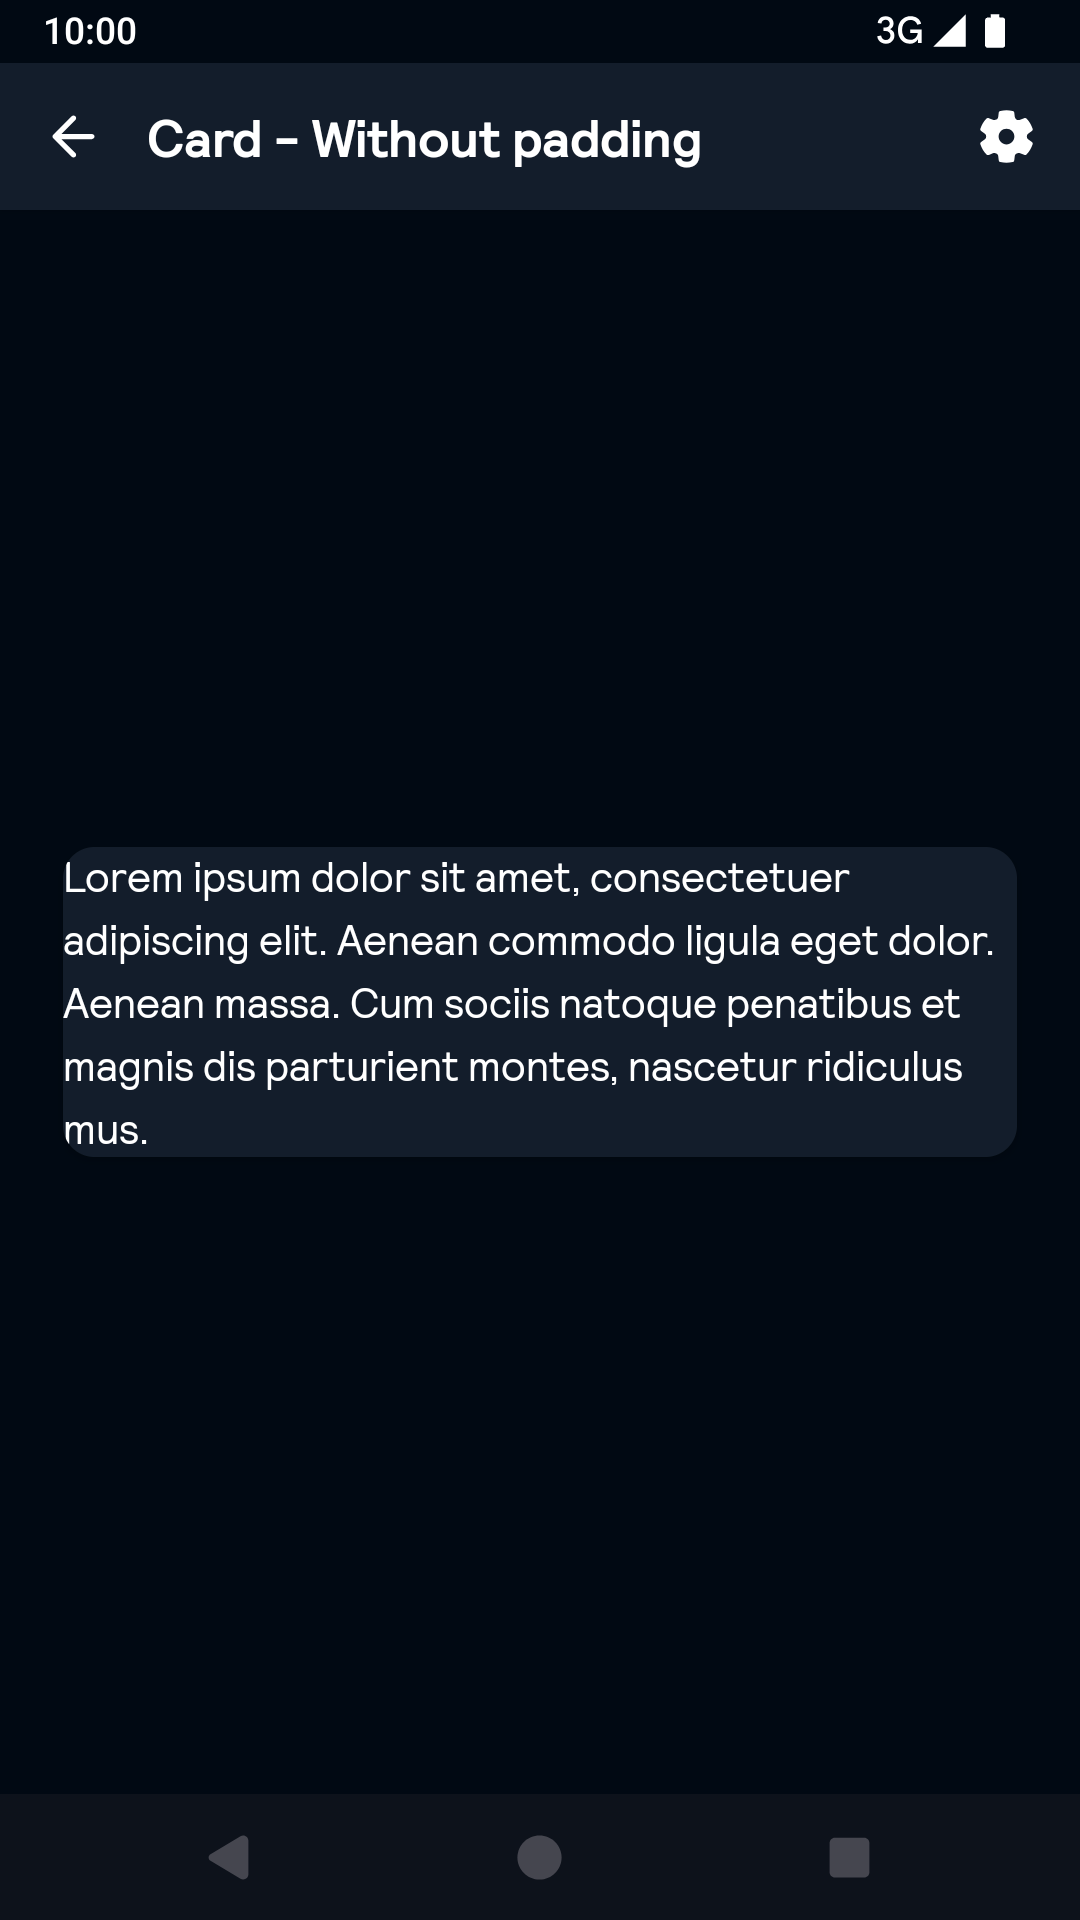 10:00
3G
Card - Without padding
Lorem ipsum dolor sit amet, consectetuer
adipiscing elit. Aenean commodo ligula eget dolor.
Aenean massa. Cum sociis natoque penatibus et
magnis dis parturient montes, nascetur ridiculus
mus.